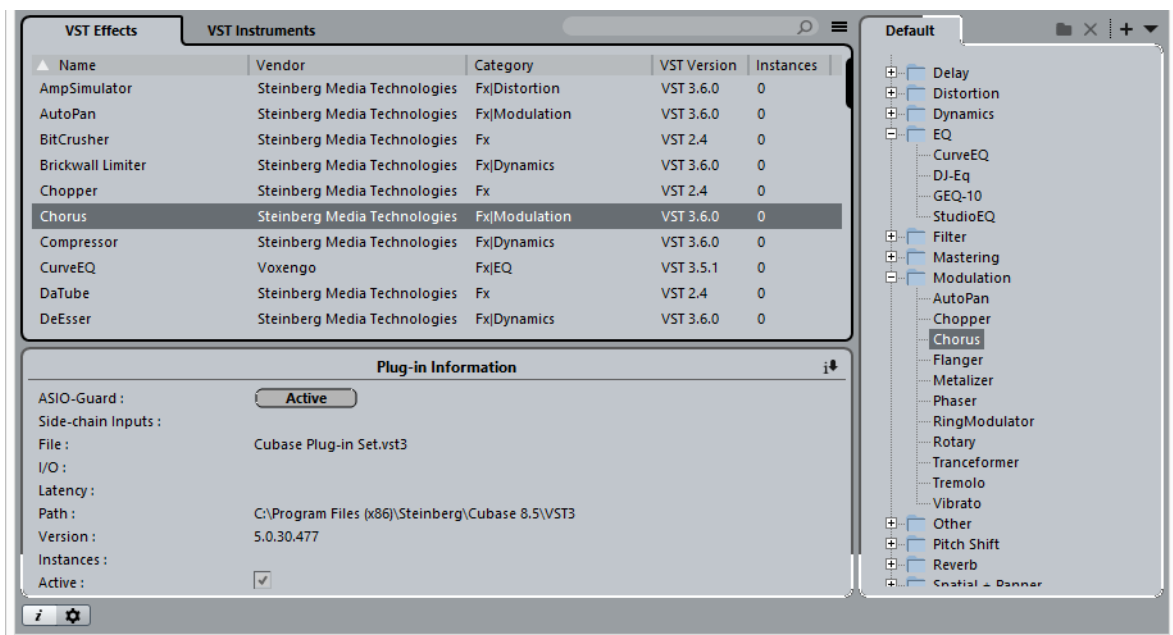 VST Effects VST Instruments
Name Vendor Category VST Version Instances
AmpSimulator Steinberg Media Technologies Fx|Distortion VST 3.6.0 0
AutoPan Steinberg Media Technologies Fx|Modulation VST 3.6.0 0
BitCrusher Steinberg Media Technologies Fx VST 2.4 0
Brickwall Limiter Steinberg Media Technologies Fx|Dynamics VST 3.6.0 0
Chopper Steinberg Media Technologies Fx VST 2.4 0
Chorus Steinberg Media Technologies Fx|Modulation VST 3.6.0 0
Compressor Steinberg Media Technologies Fx|Dynamics VST 3.6.0 0
CurveEQ Voxengo Fx|EQ VST 3.5.1 0
DaTube Steinberg Media Technologies Fx VST 2.4 0
DeEsser Steinberg Media Technologies Fx|Dynamics VST 3.6.0 0
Plug-in Information
ASIO-Guard : Active
Side-chain Inputs :
File : Cubase Plug-in Set.vst3
I/O :
Latency :
Path : C:\Program Files (x86)\Steinberg\Cubase 8.5\VST3
Version : 5.0.30.477
Instances :
Active :
Default
Delay
Distortion
Dynamics
EQ
CurveEQ
DJ-Eq
GEQ-10
StudioEQ
Filter
Mastering
Modulation
AutoPan
Chopper
Chorus
Flanger
Metalizer
Phaser
RingModulator
Rotary
Tranceformer
Tremolo
Vibrato
Other
Pitch Shift
Reverb
Spatial + Panner